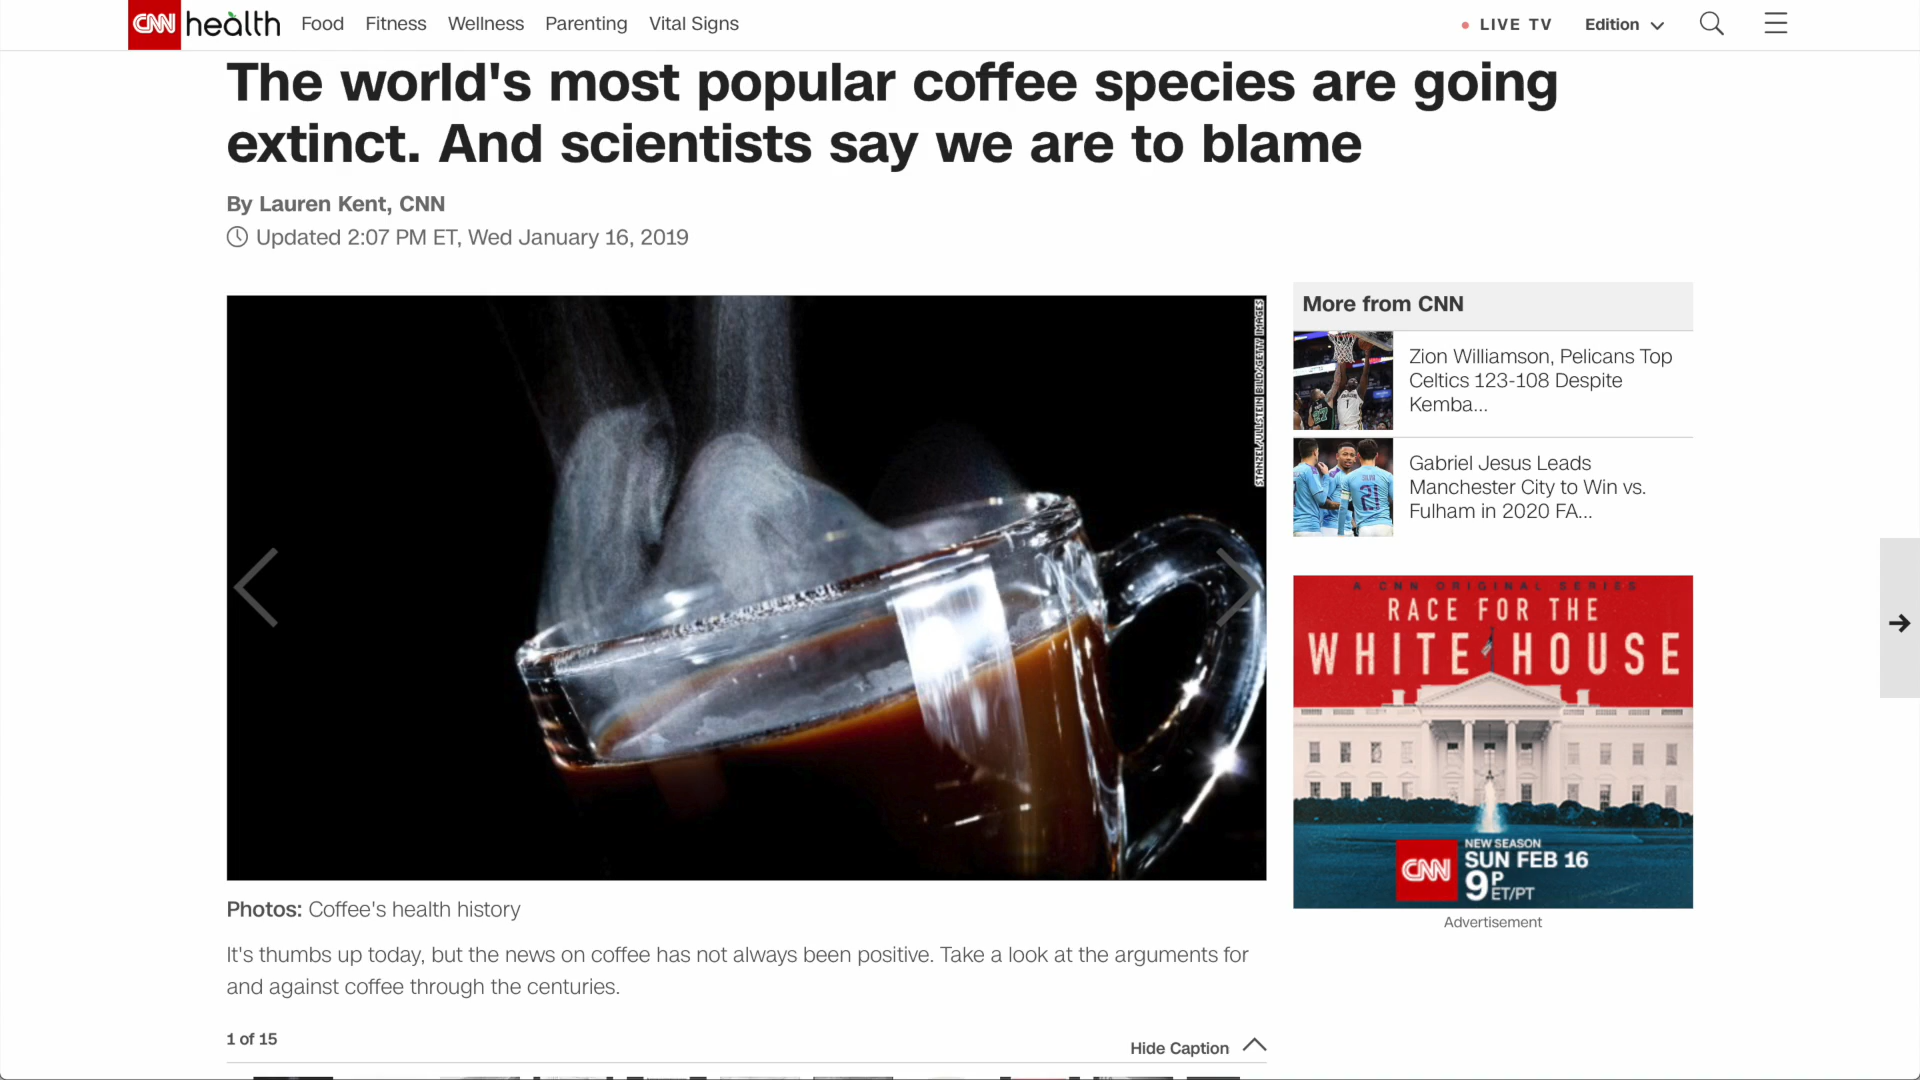 CNN health Food Fitness Wellness Parenting Vital Signs LIVE TV Edition
The world's most popular coffee species are going
extinct. And scientists say we are to blame
By Lauren Kent, CNN
Updated 2:07 PM ET, Wed January 16, 2019
STANZEL/ULLSTEIN BILD/GETTY IMAGES
Photos: Coffee's health history
It's thumbs up today, but the news on coffee has not always been positive. Take a look at the arguments for
and against coffee through the centuries.
1 of 15
Hide Caption
More from CNN
Zion Williamson, Pelicans Top
Celtics 123-108 Despite
Kemba...
Gabriel Jesus Leads
Manchester City to Win vs.
Fulham in 2020 FA...
A CNN ORIGINAL SERIES
RACE FOR THE
WHITE HOUSE
CNN
NEW SEASON
SUN FEB 16
9P ET/PT
Advertisement